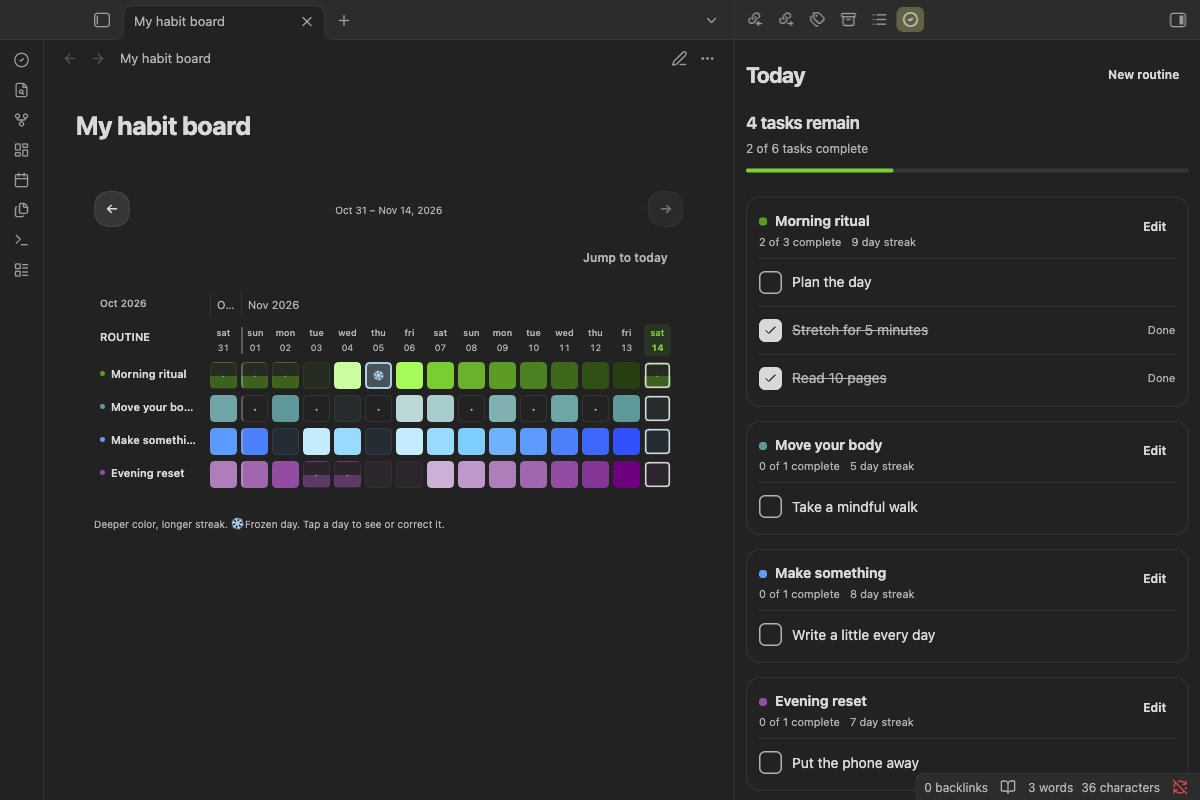 My habit board
My habit board
My habit board
Oct 31 – Nov 14, 2026
Jump to today
Oct 2026
O...
Nov 2026
ROUTINE
sat sun mon tue wed thu fri sat sun mon tue wed thu fri sat
31 01 02 03 04 05 06 07 08 09 10 11 12 13 14
Morning ritual
Move your bo...
Make somethi...
Evening reset
Deeper color, longer streak. ❄️Frozen day. Tap a day to see or correct it.
Today
New routine
4 tasks remain
2 of 6 tasks complete
Morning ritual
Edit
2 of 3 complete 9 day streak
Plan the day
Stretch for 5 minutes Done
Read 10 pages Done
Move your body
Edit
0 of 1 complete 5 day streak
Take a mindful walk
Make something
Edit
0 of 1 complete 8 day streak
Write a little every day
Evening reset
Edit
0 of 1 complete 7 day streak
Put the phone away
0 backlinks 3 words 36 characters